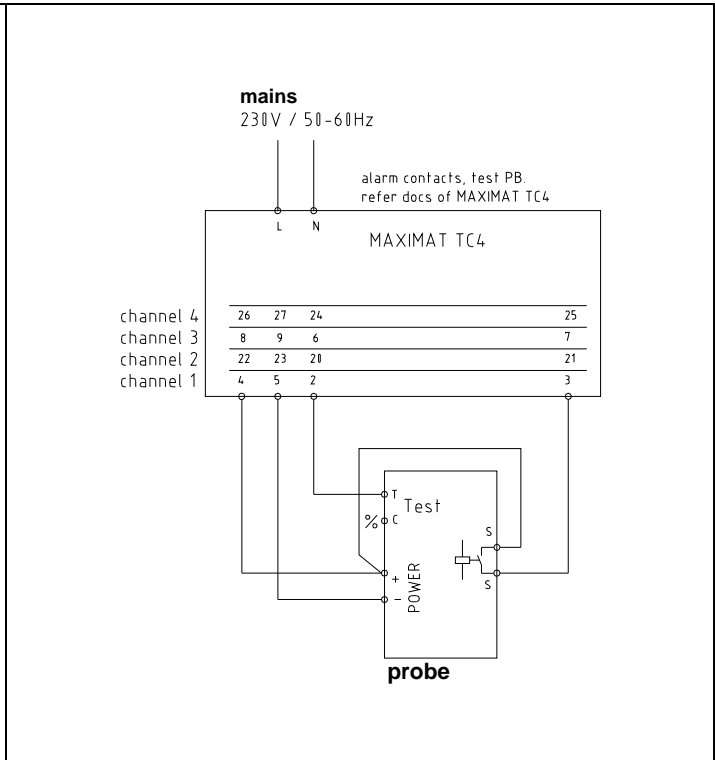 mains
230V / 50-60Hz
alarm contacts, test PB.
refer docs of MAXIMAT TC4
L N
MAXIMAT TC4
channel 4 26 27 24 25
channel 3 8 9 6 7
channel 2 22 23 20 21
channel 1 4 5 2 3
T Test
% C
S
+
POWER
-
S
probe